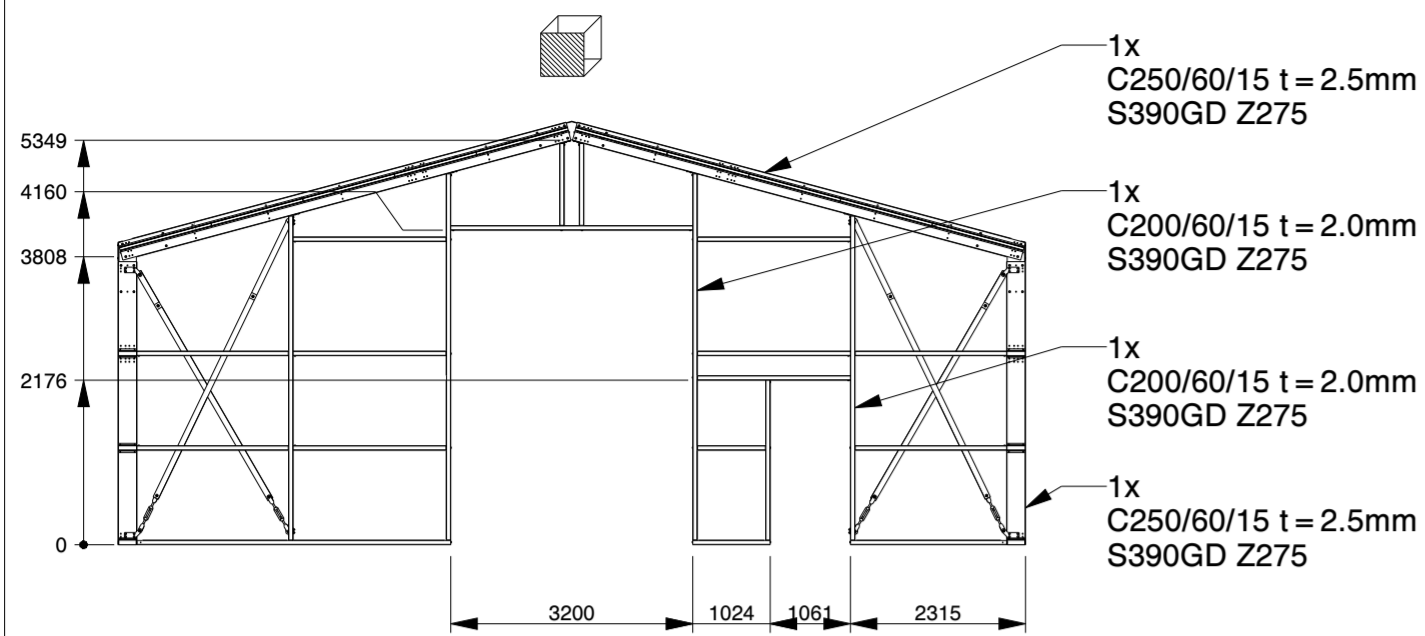 1x
C250/60/15 t = 2.5mm
S390GD Z275
5349
4160
1x
C200/60/15 t = 2.0mm
S390GD Z275
3808
1x
C200/60/15 t = 2.0mm
S390GD Z275
2176
1x
C250/60/15 t = 2.5mm
S390GD Z275
0
3200
1024
1061
2315